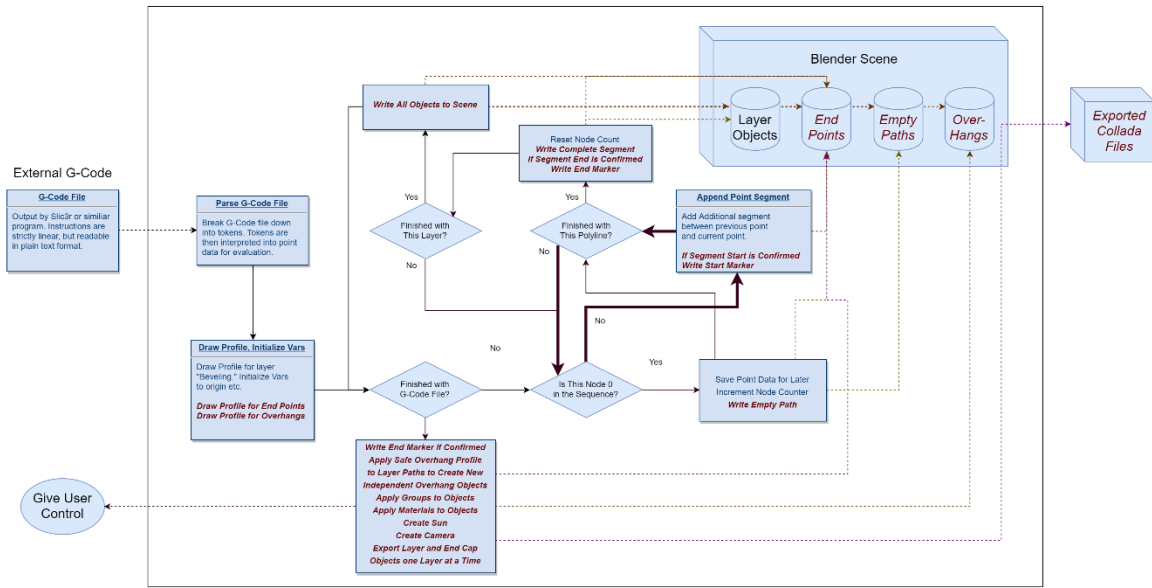 Blender Scene
Layer
Objects
End
Points
Empty
Paths
Over-
Hangs
Exported
Collada
Files
Write All Objects to Scene
Reset Node Count
Write Complete Segment
If Segment End Is Confirmed
Write End Marker
External G-Code
G-Code File
Output by Slic3r or similiar
program. Instructions are
strictly linear, but readable
in plain text format.
Parse G-Code File
Break G-Code file down
into tokens. Tokens are
then interpreted into point
data for evaluation.
Yes
Finished with
This Layer?
No
Yes
Finished with
This Polyline?
No
Append Point Segment
Add Additional segment
between previous point
and current point.
If Segment Start is Confirmed
Write Start Marker
Draw Profile, Initialize Vars
Draw Profile for layer
"Beveling." Initialize Vars
to origin etc.
Draw Profile for End Points
Draw Profile for Overhangs
Finished with
G-Code File?
No
No
Is This Node 0
in the Sequence?
Yes
Save Point Data for Later
Increment Node Counter
Write Empty Path
Write End Marker If Confirmed
Apply Safe Overhang Profile
to Layer Paths to Create New
Independent Overhang Objects
Apply Groups to Objects
Apply Materials to Objects
Create Sun
Create Camera
Export Layer and End Cap
Objects one Layer at a Time
Give User
Control